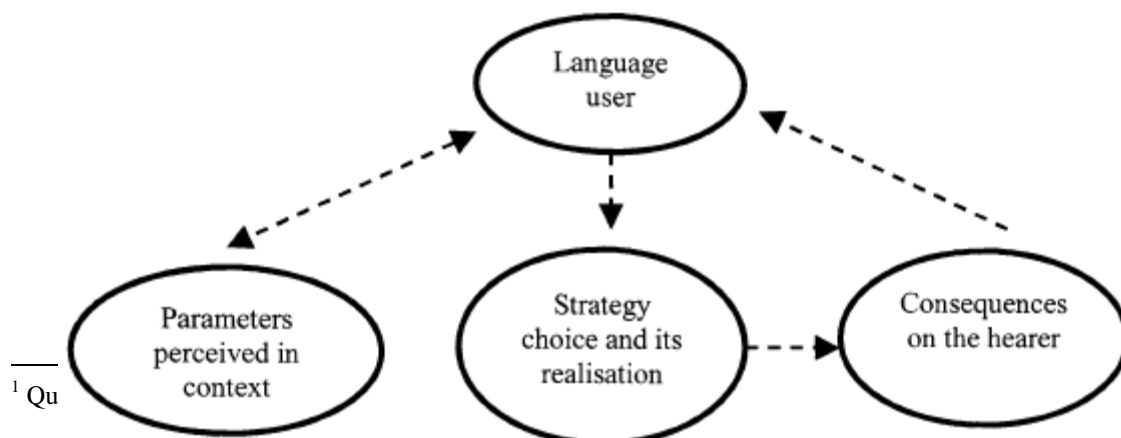 Language
user
Parameters
perceived in
context
Strategy
choice and its
realisation
Consequences
on the hearer
¹ Qu